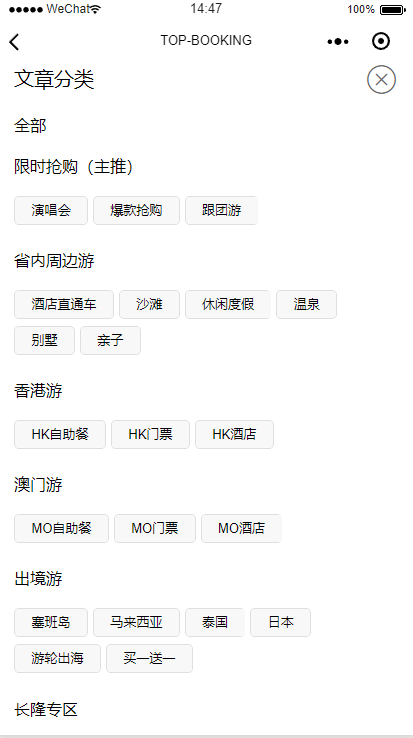 WeChat 14:47 100%
TOP-BOOKING
文章分类
全部
限时抢购（主推）
演唱会 爆款抢购 跟团游
省内周边游
酒店直通车 沙滩 休闲度假 温泉
别墅 亲子
香港游
HK自助餐 HK门票 HK酒店
澳门游
MO自助餐 MO门票 MO酒店
出境游
塞班岛 马来西亚 泰国 日本
游轮出海 买一送一
长隆专区